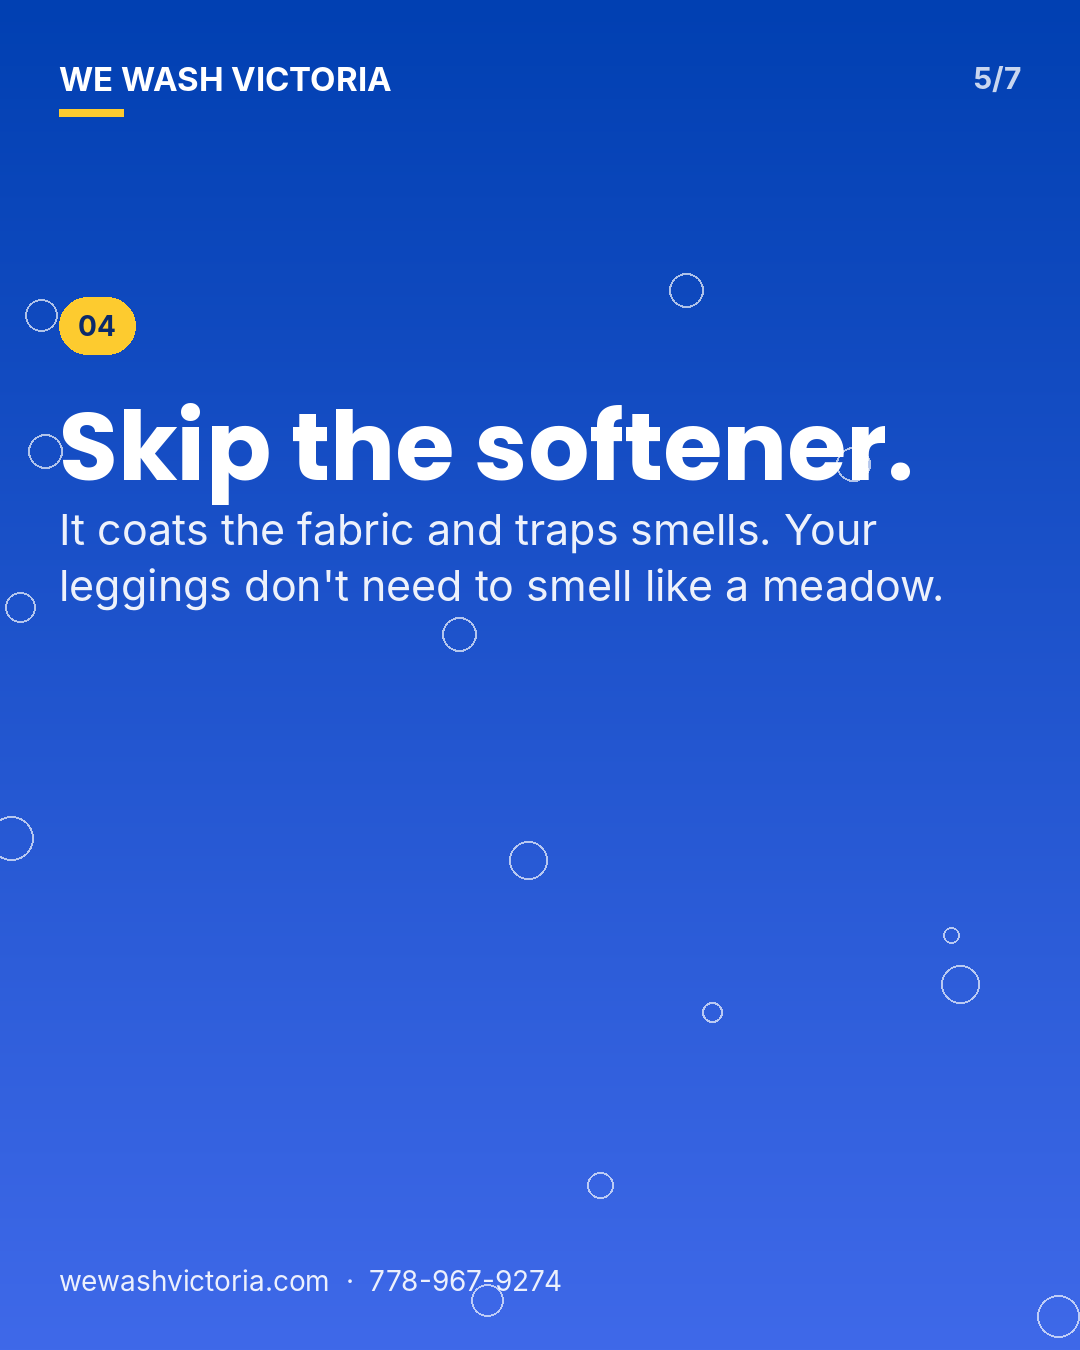 WE WASH VICTORIA
5/7
04
Skip the softener.
It coats the fabric and traps smells. Your
leggings don't need to smell like a meadow.
wewashvictoria.com · 778-967-9274